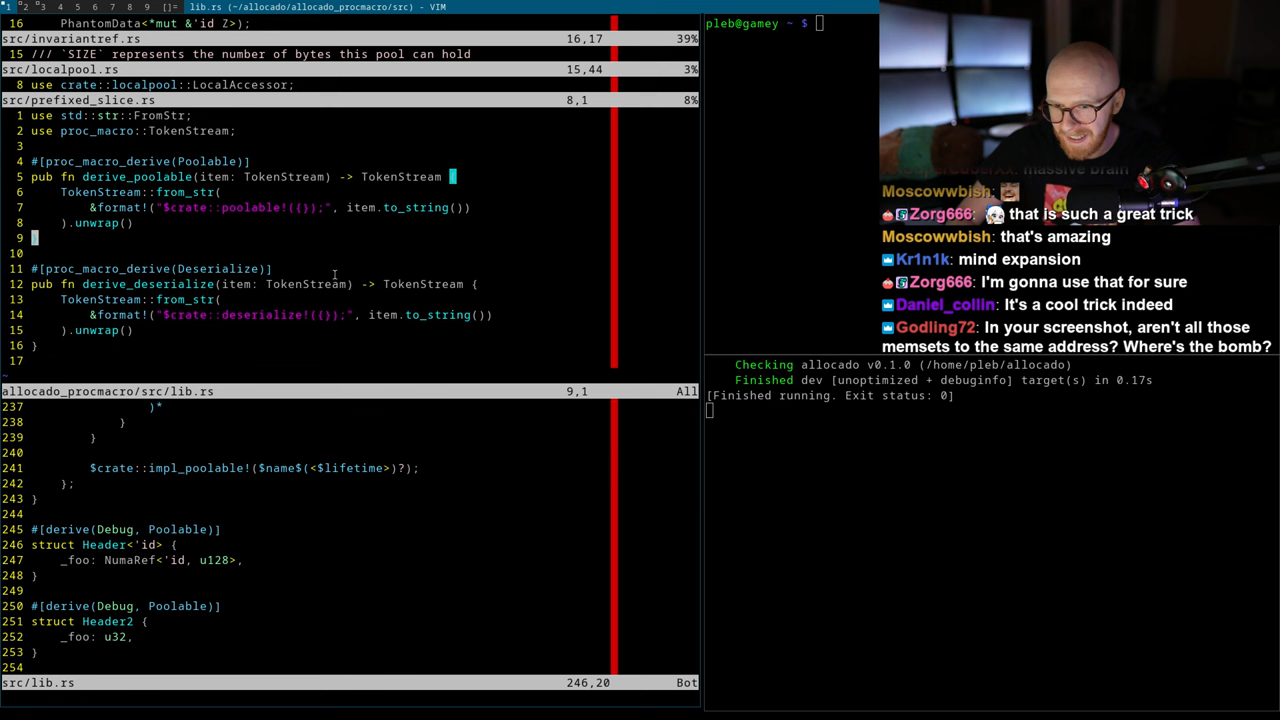 1 2 3 4 5 6 7 8 9 []= lib.rs (~/allocado/allocado_procmacro/src) - VIM
16     PhantomData<*mut &'id Z>);
src/invariantref.rs 16,17 39%
15 /// `SIZE` represents the number of bytes this pool can hold
src/localpool.rs 15,44 3%
8 use crate::localpool::LocalAccessor;
src/prefixed_slice.rs 8,1 8%
1 use std::str::FromStr;
2 use proc_macro::TokenStream;
3
4 #[proc_macro_derive(Poolable)]
5 pub fn derive_poolable(item: TokenStream) -> TokenStream {
6     TokenStream::from_str(
7         &format!("$crate::poolable!({});", item.to_string())
8     ).unwrap()
9 }
10
11 #[proc_macro_derive(Deserialize)]
12 pub fn derive_deserialize(item: TokenStream) -> TokenStream {
13     TokenStream::from_str(
14         &format!("$crate::deserialize!({});", item.to_string())
15     ).unwrap()
16 }
17
~
allocado_procmacro/src/lib.rs 9,1 All
237                 )*
238             }
239         }
240
241         $crate::impl_poolable!($name$(<$lifetime>)?);
242     };
243 }
244
245 #[derive(Debug, Poolable)]
246 struct Header<'id> {
247     _foo: NumaRef<'id, u128>,
248 }
249
250 #[derive(Debug, Poolable)]
251 struct Header2 {
252     _foo: u32,
253 }
254
src/lib.rs 246,20 Bot
pleb@gamey ~ $
massive brain
Moscowwbish:
Zorg666: that is such a great trick
Moscowwbish: that's amazing
Kr1n1k: mind expansion
Zorg666: I'm gonna use that for sure
Daniel_collin: It's a cool trick indeed
Godling72: In your screenshot, aren't all those
memsets to the same address? Where's the bomb?
Checking allocado v0.1.0 (/home/pleb/allocado)
Finished dev [unoptimized + debuginfo] target(s) in 0.17s
[Finished running. Exit status: 0]